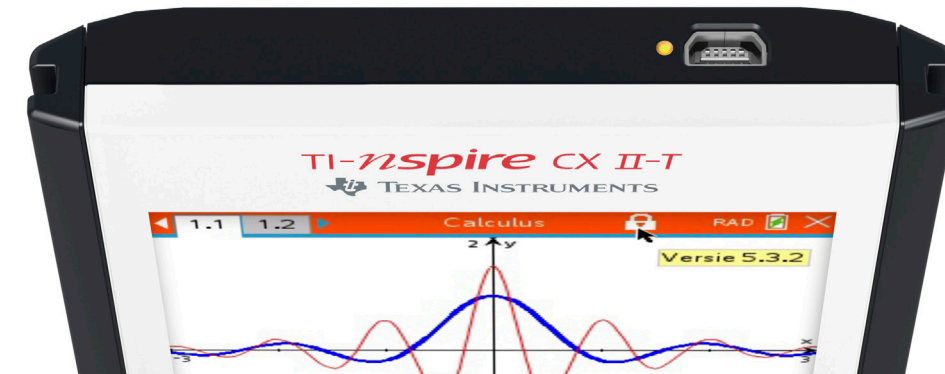 TI-nspire CX II-T
TEXAS INSTRUMENTS
1.1 1.2 Calculus RAD
2 y
Versie 5.3.2
x
-3 3